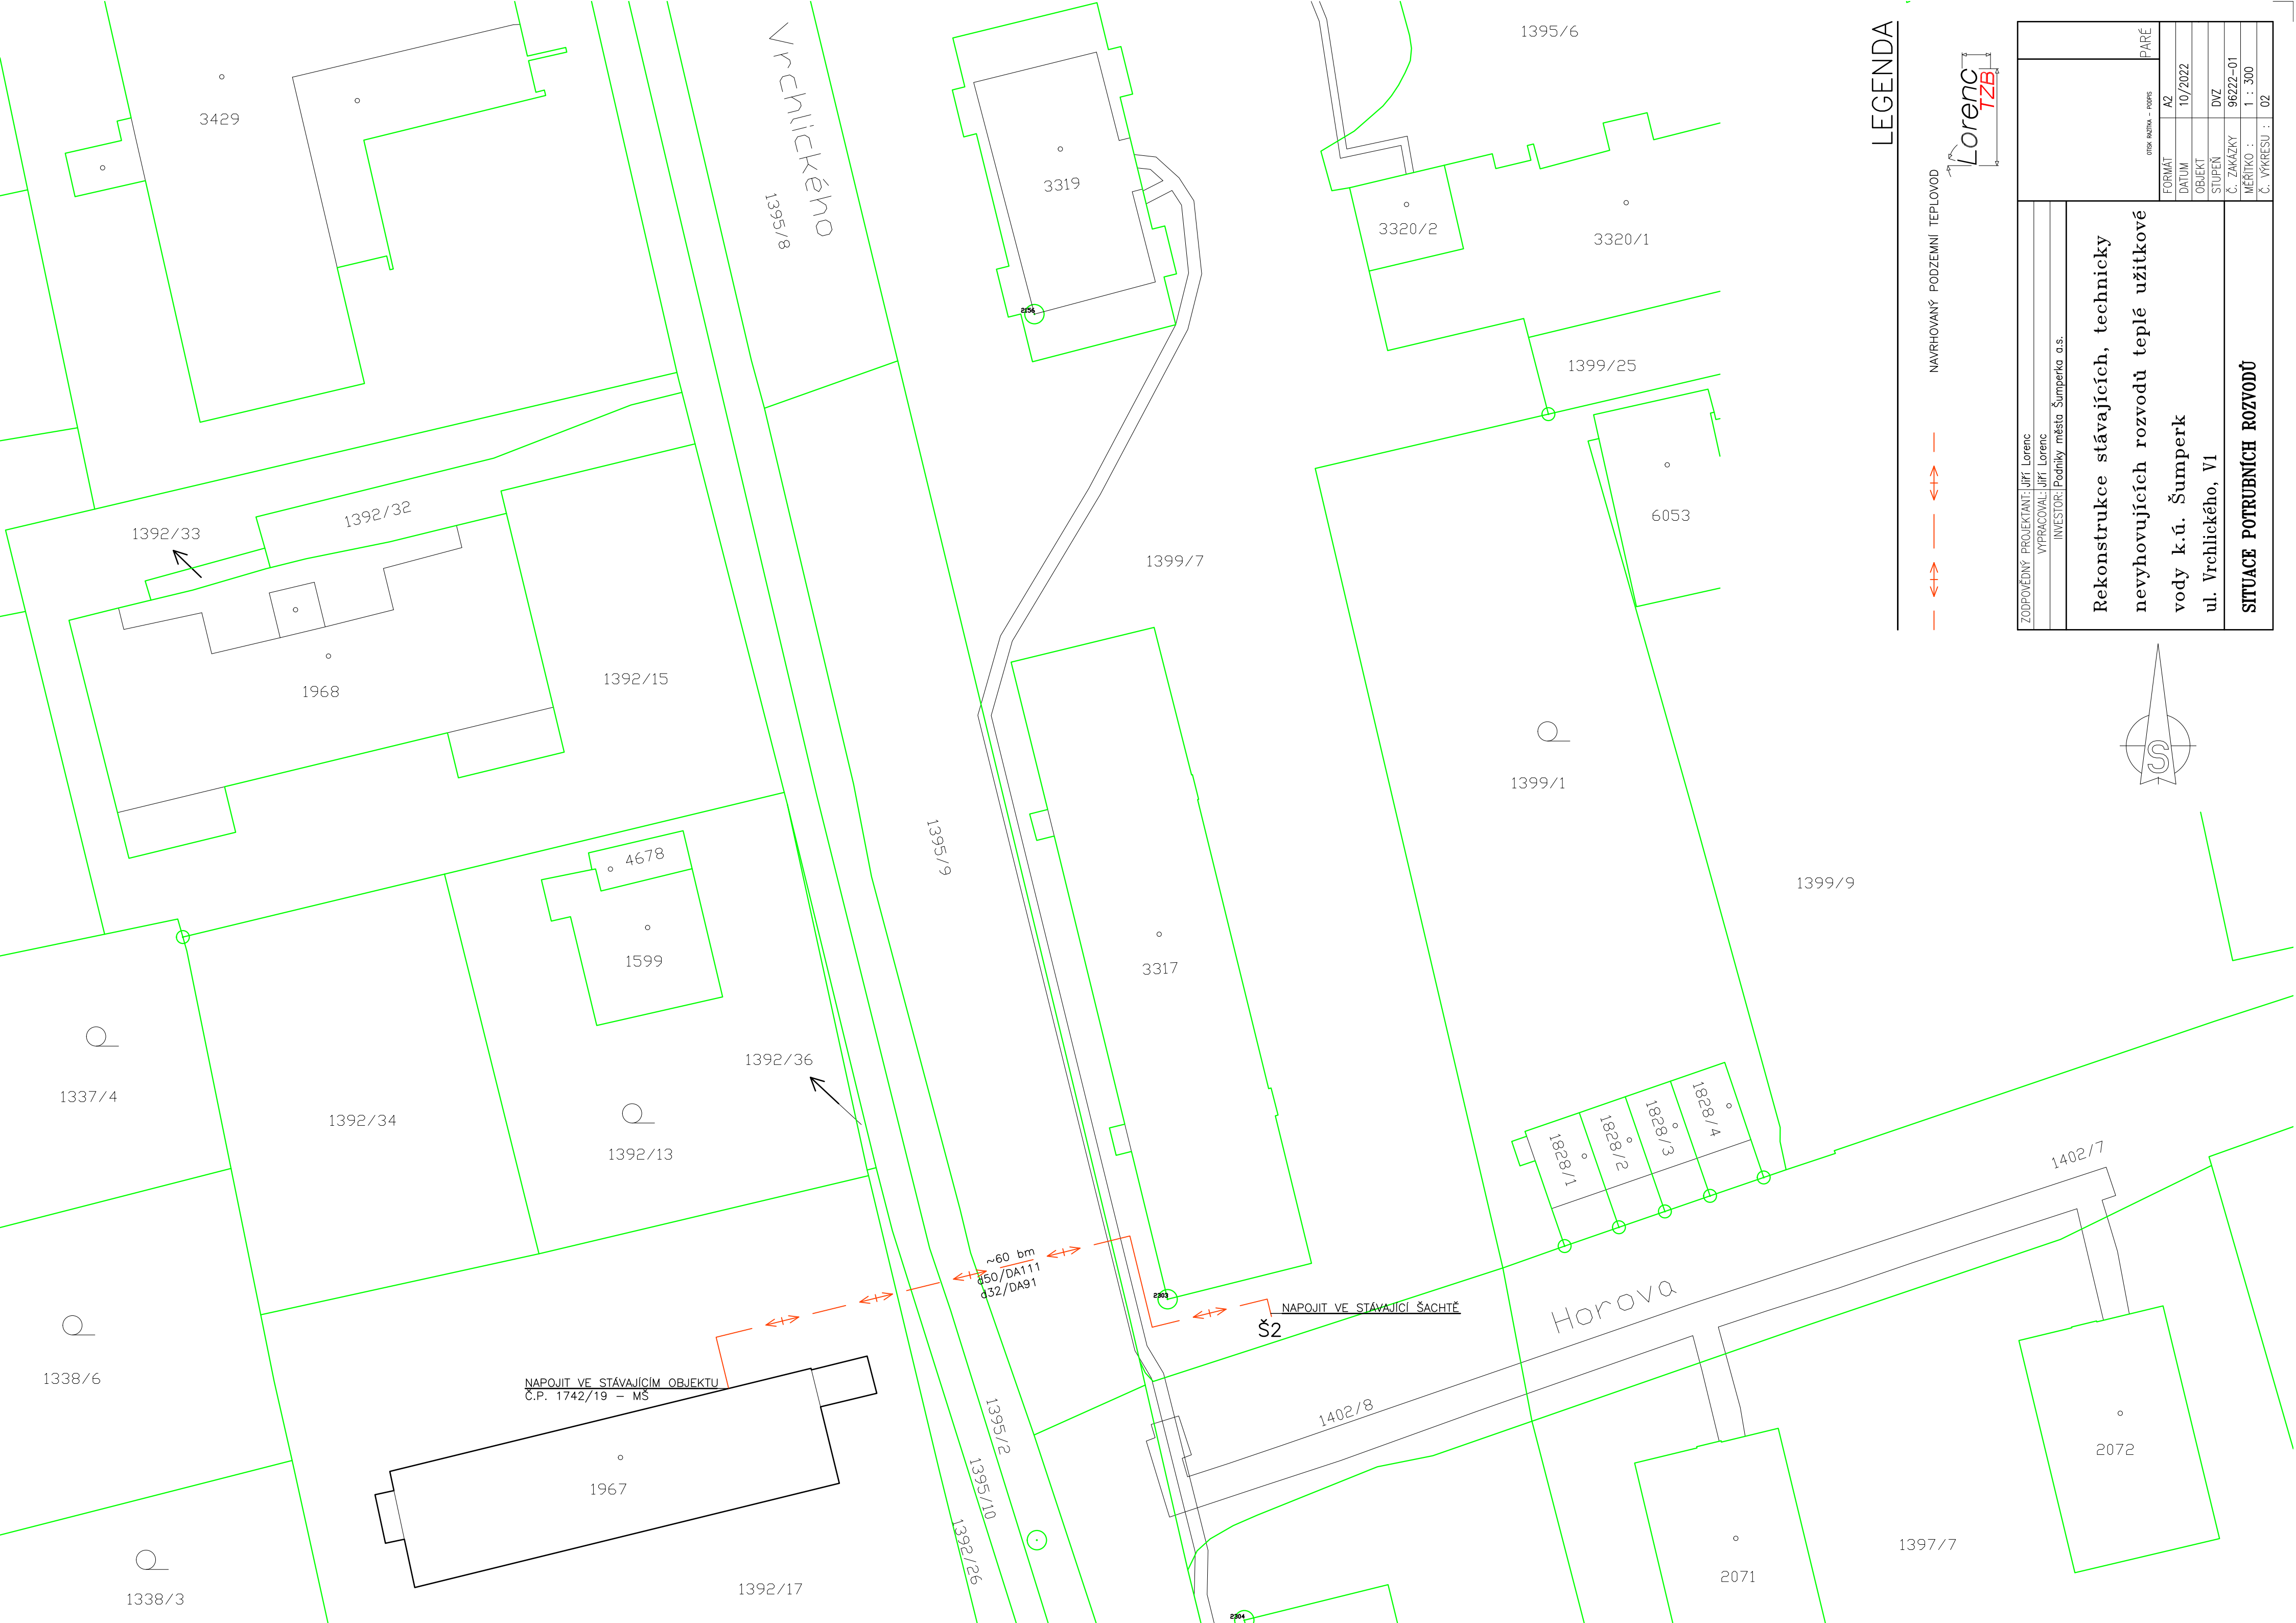 3429
Vrchlického
1395/8
3319
2156
1395/6
3320/2
3320/1
1399/25
1392/33
1392/32
1968
1392/15
1399/7
6053
1399/1
1395/9
4678
1599
3317
1399/9
1337/4
1392/34
1392/36
1392/13
1828/1
1828/2
1828/3
1828/4
1402/7
~60 bm
d50/DA111
d32/DA91
2303
NAPOJIT VE STÁVAJÍCÍ ŠACHTĚ
Š2
Horova
1338/6
NAPOJIT VE STÁVAJÍCÍM OBJEKTU
Č.P. 1742/19 – MŠ
1967
1395/2
1395/10
1392/26
1402/8
2072
2071
1397/7
1338/3
1392/17
2304
LEGENDA
NAVRHOVANÝ PODZEMNÍ TEPLOVOD
Lorenc
TZB
ZODPOVĚDNÝ PROJEKTANT: Jiří Lorenc
VYPRACOVAL: Jiří Lorenc
INVESTOR: Podniky města Šumperka a.s.
Rekonstrukce stávajících, technicky
nevyhovujících rozvodů teplé užitkové
vody k.ú. Šumperk
ul. Vrchlického, V1
SITUACE POTRUBNÍCH ROZVODŮ
PARÉ
OTISK RAZÍTKA – PODPIS
FORMÁT A2
DATUM 10/2022
OBJEKT
STUPEŇ DVZ
Č. ZAKÁZKY 96222-01
MĚŘÍTKO : 1 : 300
Č. VÝKRESU : 02
S